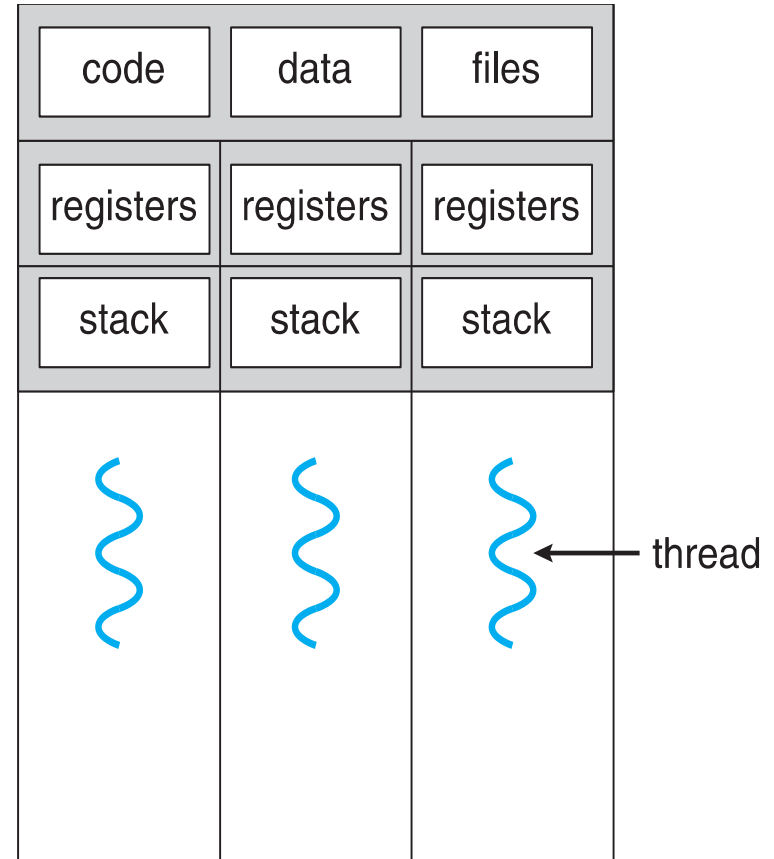 code data files
registers registers registers
stack stack stack
thread